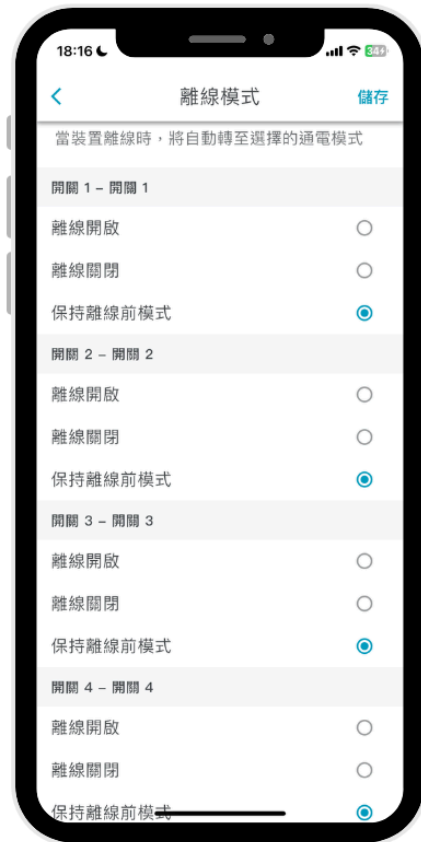 18:16
34
離線模式
儲存
當裝置離線時，將自動轉至選擇的通電模式
開關 1 – 開關 1
離線開啟
離線關閉
保持離線前模式
開關 2 – 開關 2
離線開啟
離線關閉
保持離線前模式
開關 3 – 開關 3
離線開啟
離線關閉
保持離線前模式
開關 4 – 開關 4
離線開啟
離線關閉
保持離線前模式